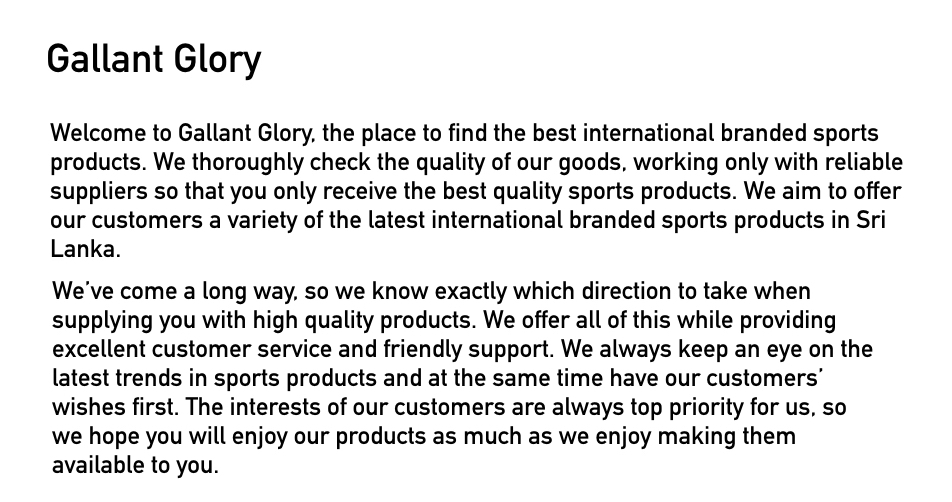 Gallant Glory
Welcome to Gallant Glory, the place to find the best international branded sports
products. We thoroughly check the quality of our goods, working only with reliable
suppliers so that you only receive the best quality sports products. We aim to offer
our customers a variety of the latest international branded sports products in Sri
Lanka.
We’ve come a long way, so we know exactly which direction to take when
supplying you with high quality products. We offer all of this while providing
excellent customer service and friendly support. We always keep an eye on the
latest trends in sports products and at the same time have our customers’
wishes first. The interests of our customers are always top priority for us, so
we hope you will enjoy our products as much as we enjoy making them
available to you.